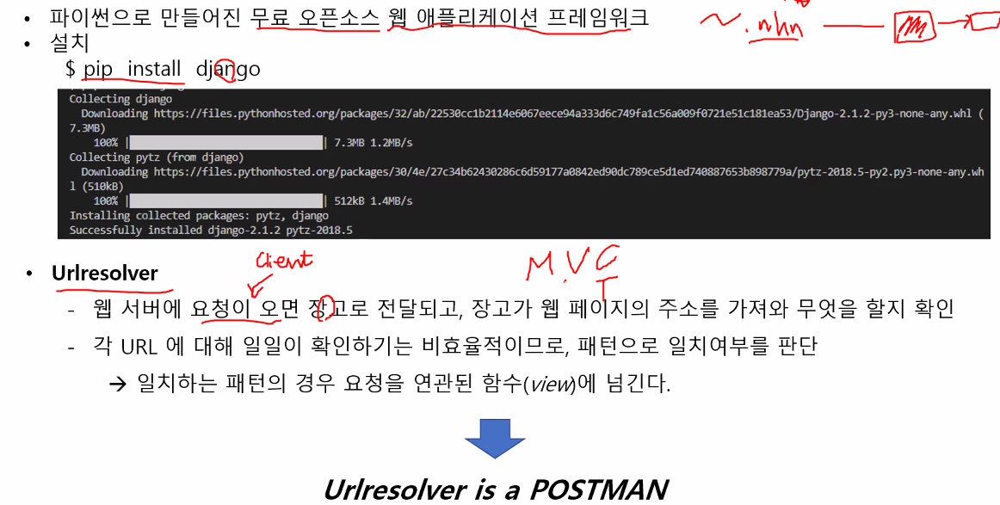 • 파이썬으로 만들어진 무료 오픈소스 웹 애플리케이션 프레임워크
~.nhn
• 설치
$ pip install django
Collecting django
Downloading https://files.pythonhosted.org/packages/32/ab/22530cc1b2114e6067eece94a333d6c749fa1c56a009f0721e51c181ea53/Django-2.1.2-py3-none-any.whl (
7.3MB)
100% | | 7.3MB 1.2MB/s
Collecting pytz (from django)
Downloading https://files.pythonhosted.org/packages/30/4e/27c34b62430286c6d59177a0842ed90dc789ce5d1ed740887653b898779a/pytz-2018.5-py2.py3-none-any.wh
l (510kB)
100% | | 512kB 1.4MB/s
Installing collected packages: pytz, django
Successfully installed django-2.1.2 pytz-2018.5
Client
M.V C
T
• Urlresolver
- 웹 서버에 요청이 오면 장고로 전달되고, 장고가 웹 페이지의 주소를 가져와 무엇을 할지 확인
- 각 URL 에 대해 일일이 확인하기는 비효율적이므로, 패턴으로 일치여부를 판단
→ 일치하는 패턴의 경우 요청을 연관된 함수(view)에 넘긴다.
Urlresolver is a POSTMAN